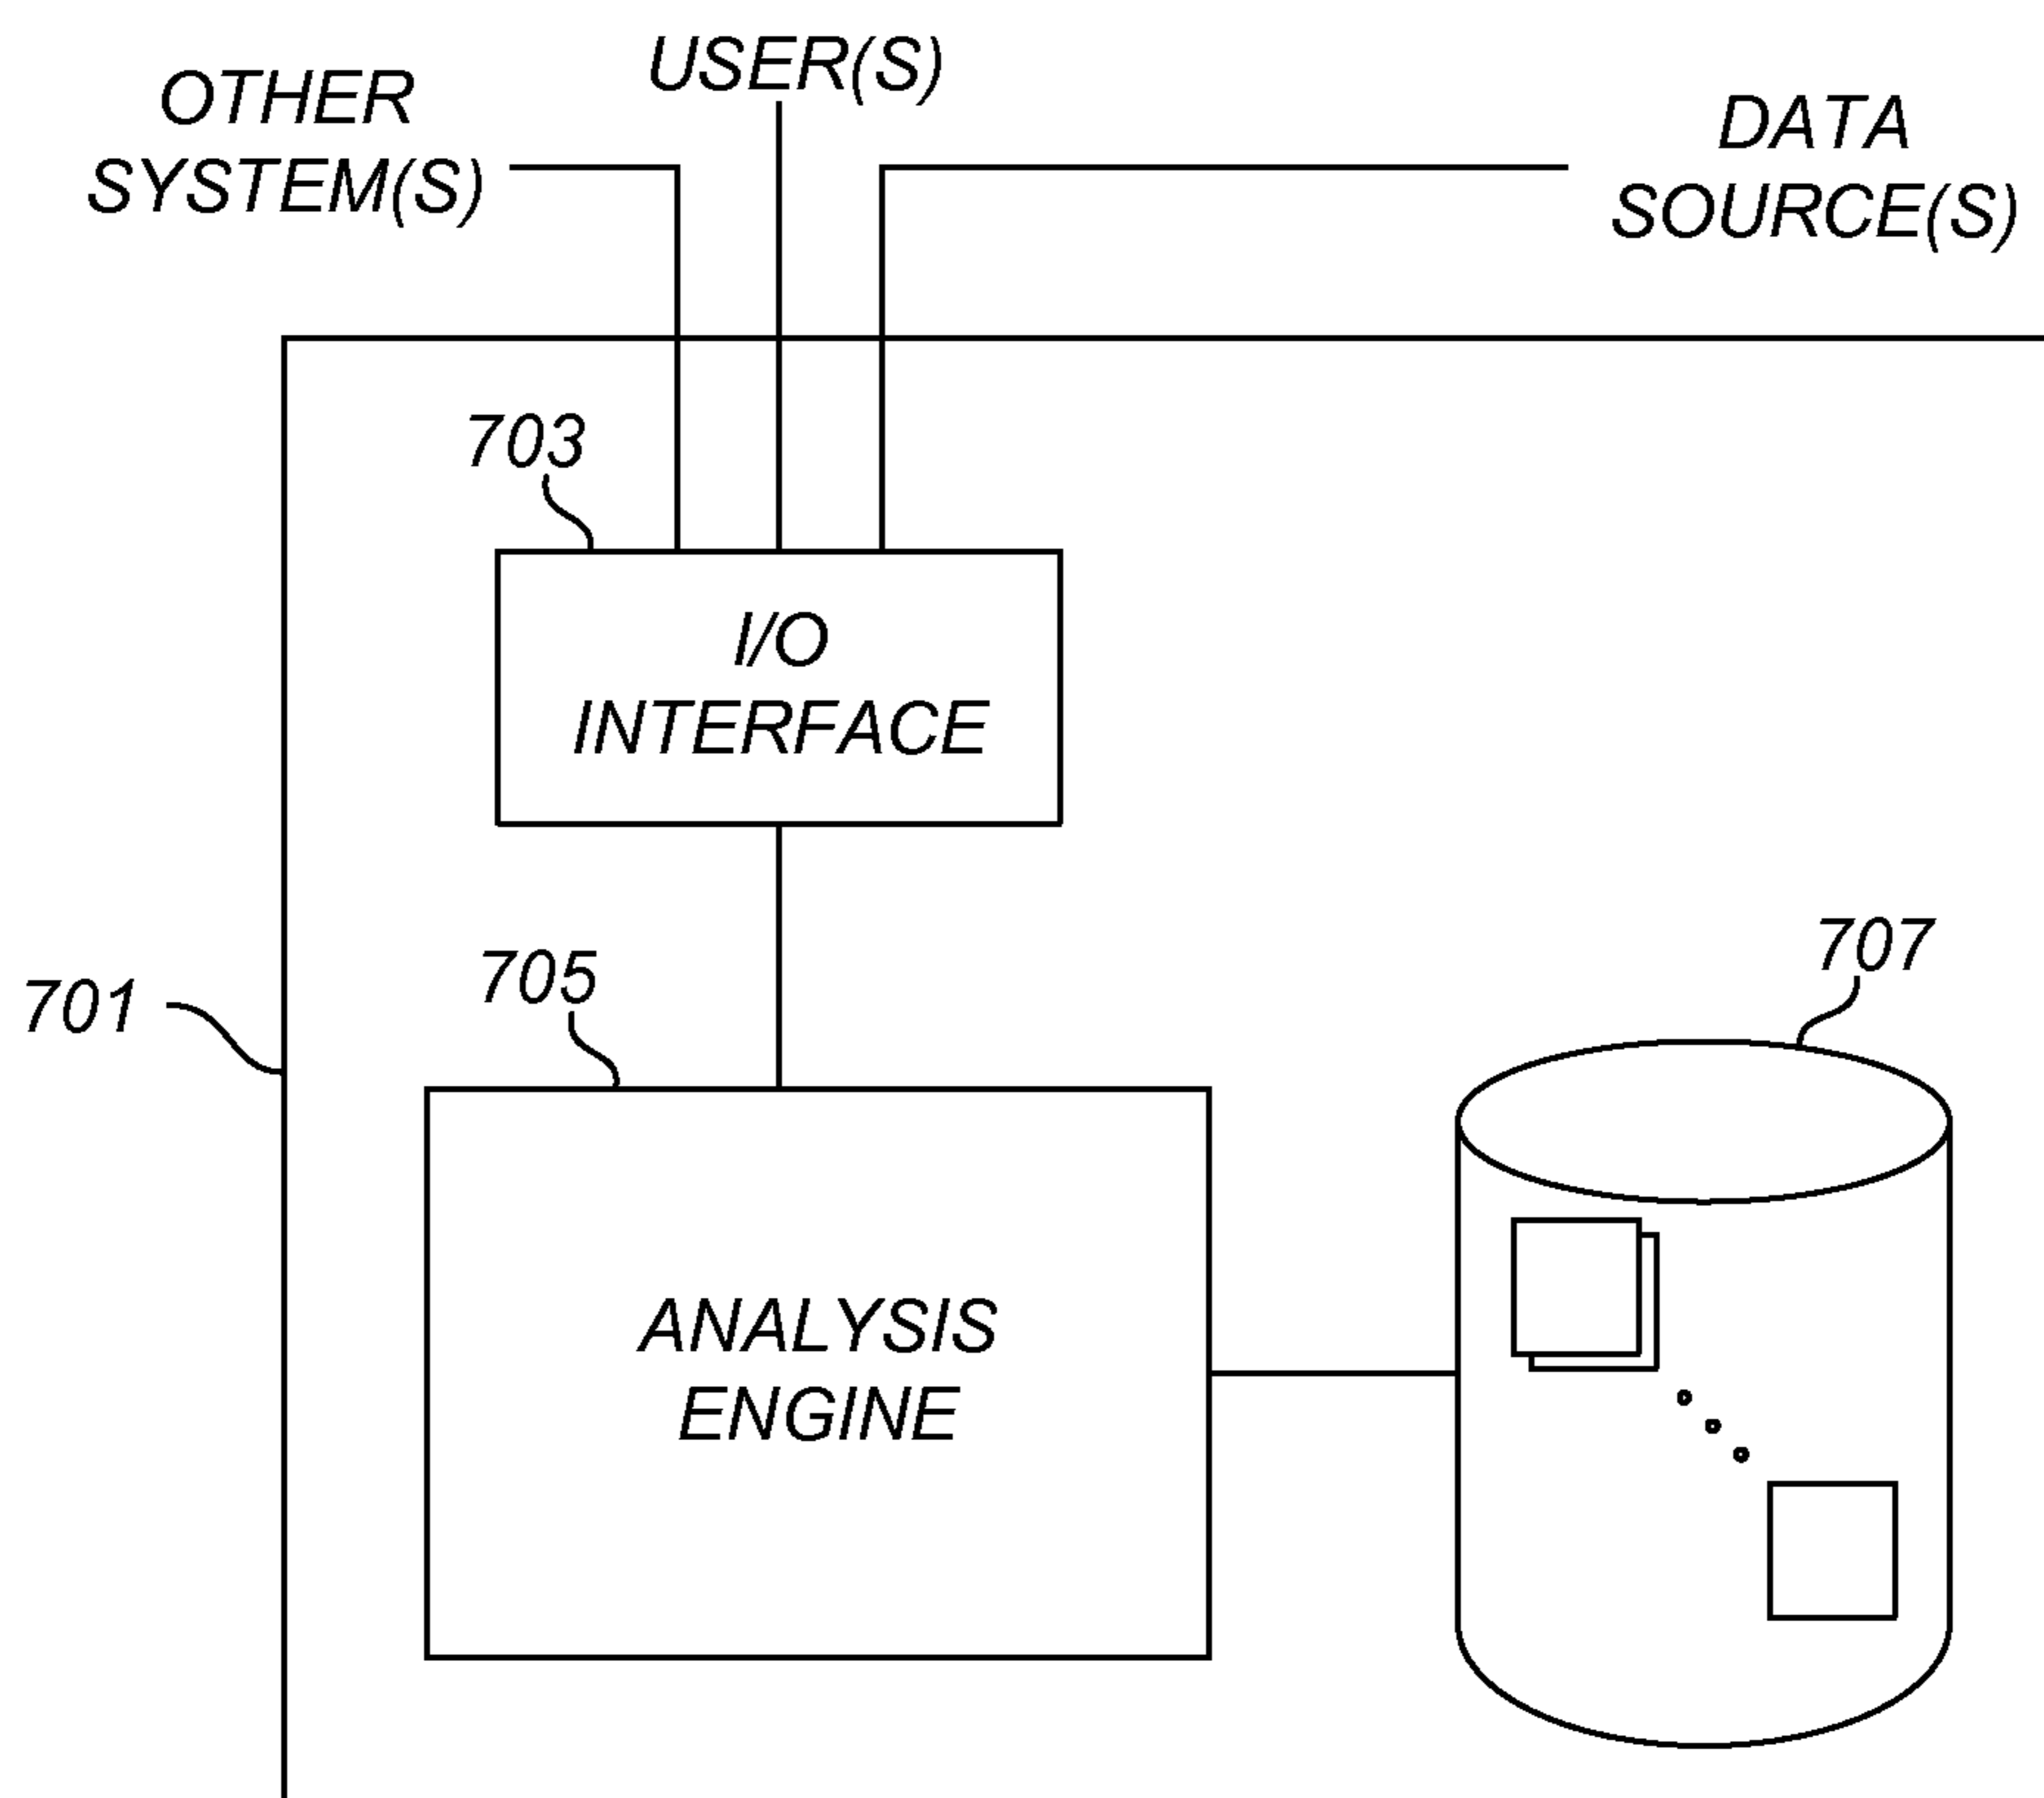 USER(S)
OTHER
SYSTEM(S)
DATA
SOURCE(S)
703
I/O
INTERFACE
705
707
701
ANALYSIS
ENGINE